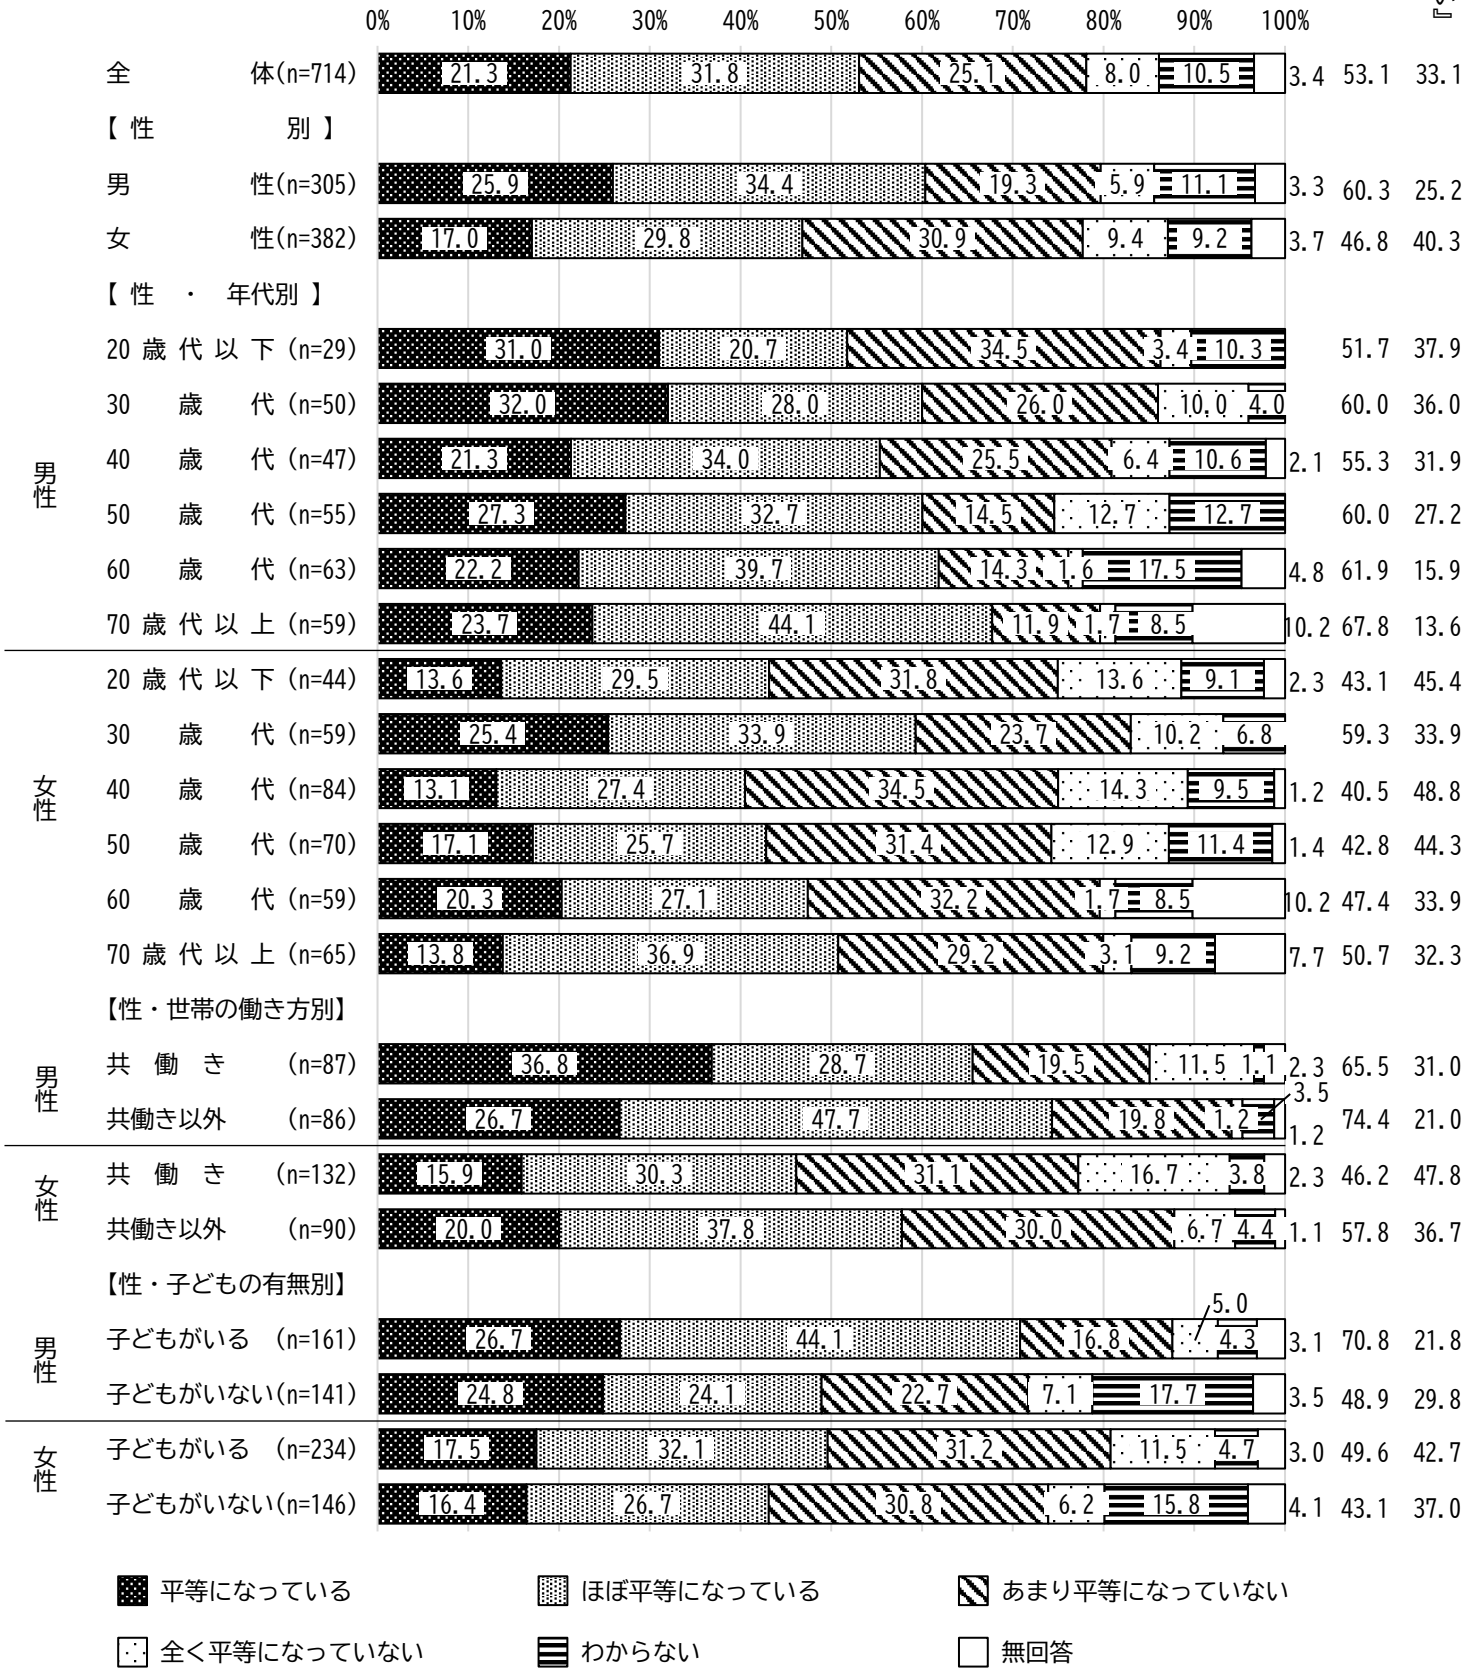 0% 10% 20% 30% 40% 50% 60% 70% 80% 90% 100%
全 体(n=714) 21.3 31.8 25.1 8.0 10.5 3.4 53.1 33.1
【 性 別 】
男 性(n=305) 25.9 34.4 19.3 5.9 11.1 3.3 60.3 25.2
女 性(n=382) 17.0 29.8 30.9 9.4 9.2 3.7 46.8 40.3
【 性 ・ 年代別 】
男性
20 歳 代 以 下 (n=29) 31.0 20.7 34.5 3.4 10.3 51.7 37.9
30 歳 代 (n=50) 32.0 28.0 26.0 10.0 4.0 60.0 36.0
40 歳 代 (n=47) 21.3 34.0 25.5 6.4 10.6 2.1 55.3 31.9
50 歳 代 (n=55) 27.3 32.7 14.5 12.7 12.7 60.0 27.2
60 歳 代 (n=63) 22.2 39.7 14.3 1.6 17.5 4.8 61.9 15.9
70 歳 代 以 上 (n=59) 23.7 44.1 11.9 1.7 8.5 10.2 67.8 13.6
女性
20 歳 代 以 下 (n=44) 13.6 29.5 31.8 13.6 9.1 2.3 43.1 45.4
30 歳 代 (n=59) 25.4 33.9 23.7 10.2 6.8 59.3 33.9
40 歳 代 (n=84) 13.1 27.4 34.5 14.3 9.5 1.2 40.5 48.8
50 歳 代 (n=70) 17.1 25.7 31.4 12.9 11.4 1.4 42.8 44.3
60 歳 代 (n=59) 20.3 27.1 32.2 1.7 8.5 10.2 47.4 33.9
70 歳 代 以 上 (n=65) 13.8 36.9 29.2 3.1 9.2 7.7 50.7 32.3
【性・世帯の働き方別】
男性
共 働 き (n=87) 36.8 28.7 19.5 11.5 1.1 2.3 65.5 31.0
共働き以外 (n=86) 26.7 47.7 19.8 1.2 3.5 1.2 74.4 21.0
女性
共 働 き (n=132) 15.9 30.3 31.1 16.7 3.8 2.3 46.2 47.8
共働き以外 (n=90) 20.0 37.8 30.0 6.7 4.4 1.1 57.8 36.7
【性・子どもの有無別】
男性
子どもがいる (n=161) 26.7 44.1 16.8 5.0 4.3 3.1 70.8 21.8
子どもがいない(n=141) 24.8 24.1 22.7 7.1 17.7 3.5 48.9 29.8
女性
子どもがいる (n=234) 17.5 32.1 31.2 11.5 4.7 3.0 49.6 42.7
子どもがいない(n=146) 16.4 26.7 30.8 6.2 15.8 4.1 43.1 37.0
平等になっている ほぼ平等になっている あまり平等になっていない
全く平等になっていない わからない 無回答